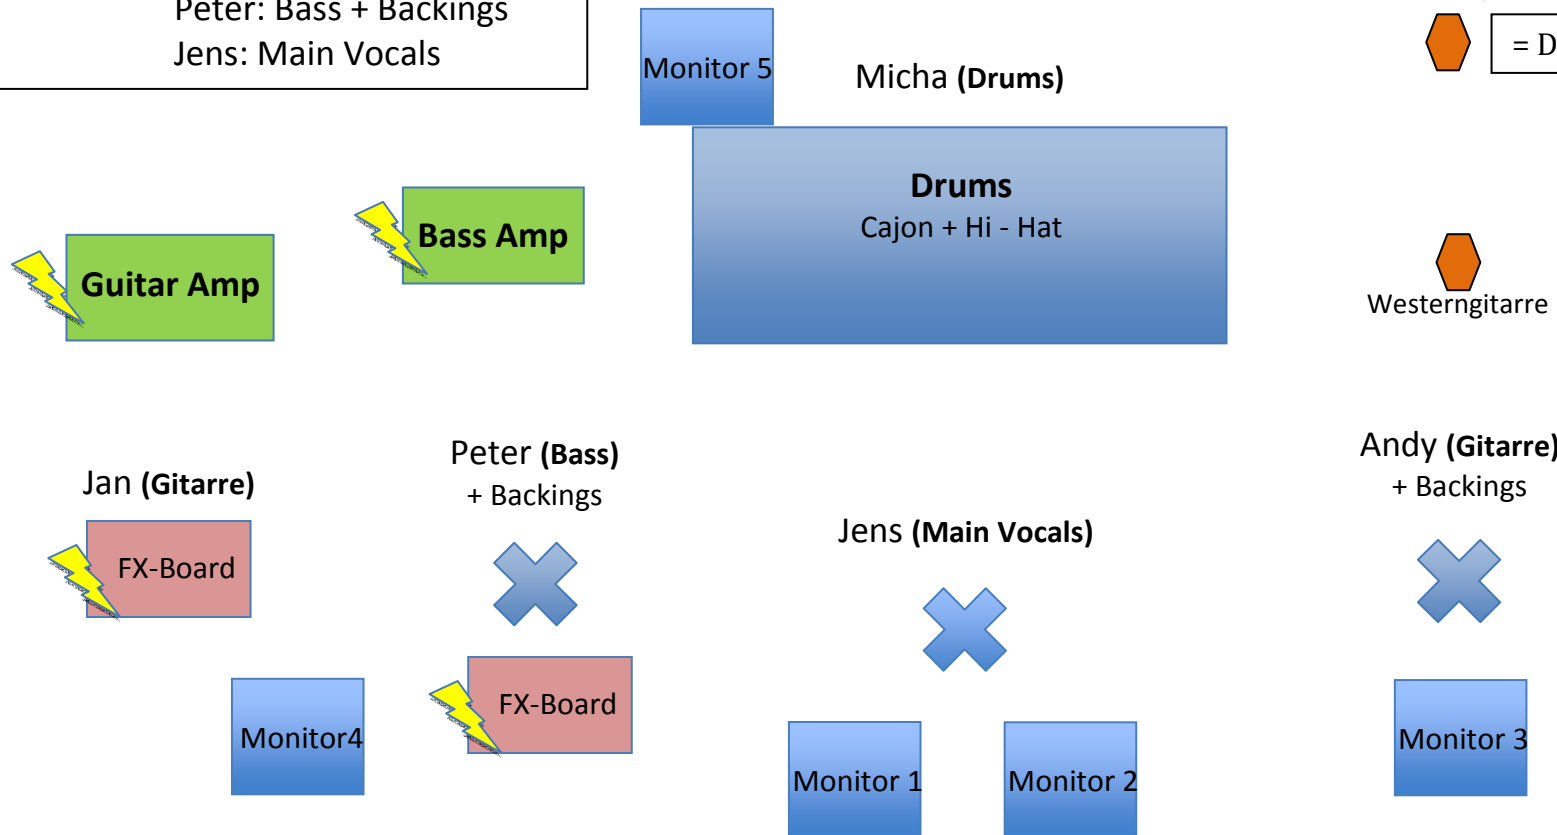 Peter: Bass + Backings
Jens: Main Vocals
= D
Monitor 5
Micha (Drums)
Drums
Cajon + Hi - Hat
Bass Amp
Guitar Amp
Westerngitarre
Peter (Bass)
+ Backings
Andy (Gitarre)
+ Backings
Jan (Gitarre)
Jens (Main Vocals)
FX-Board
FX-Board
Monitor4
Monitor 1
Monitor 2
Monitor 3